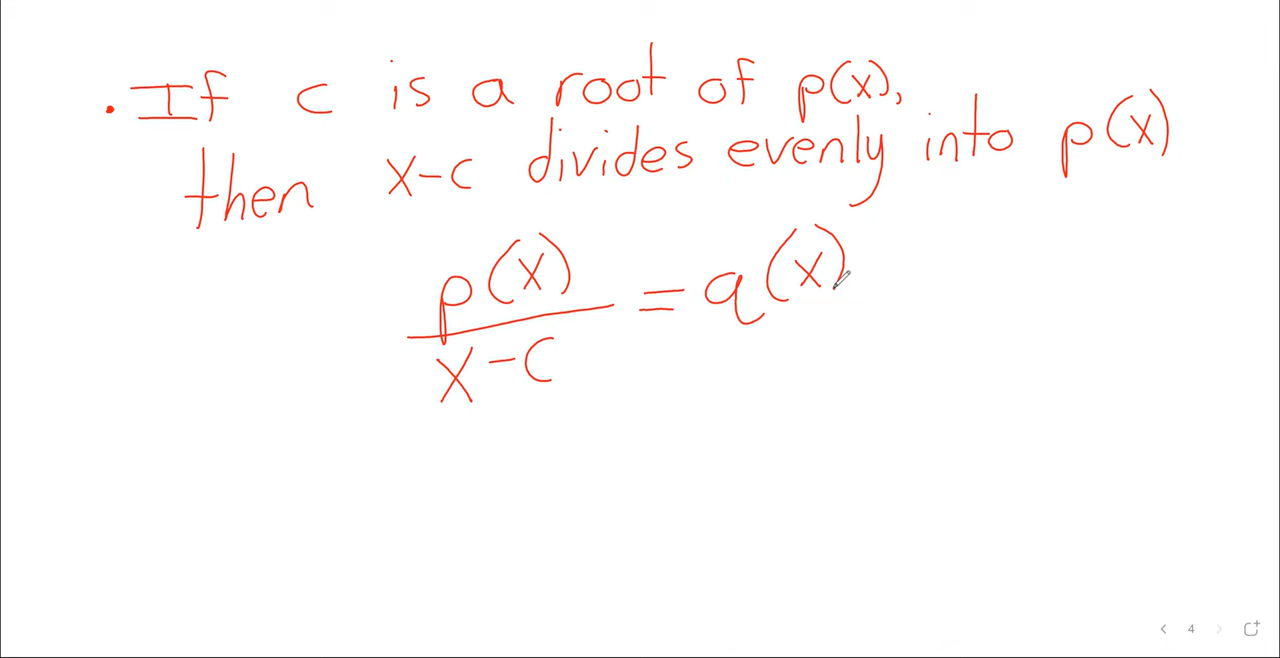 . If c is a root of p(x),
then x-c divides evenly into p(x)
p(x)
x-c
= q(x)
4